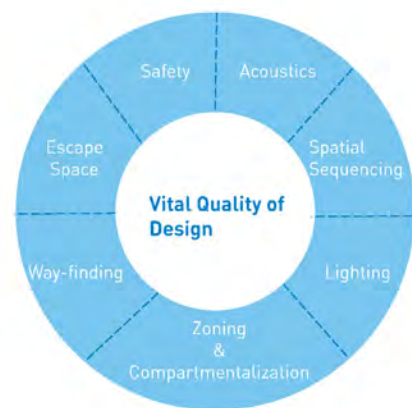 Safety
Acoustics
Escape
Space
Spatial
Sequencing
Vital Quality of
Design
Way-finding
Lighting
Zoning
&
Compartmentalization